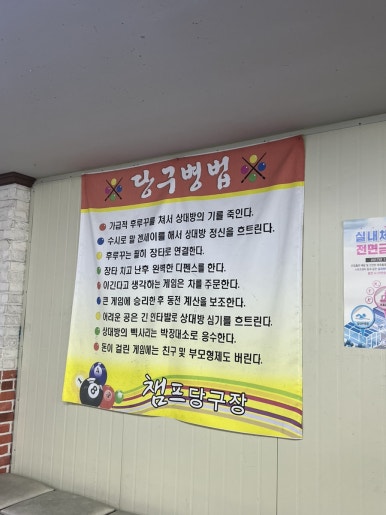 당구병법
가급적 후루꾸를 쳐서 상대방의 기를 죽인다.
수시로 말 겐세이를 해서 상대방 정신을 흐트린다.
후루꾸는 필히 장타로 연결한다.
장타 치고 난후 완벽한 디펜스를 한다.
이긴다고 생각하는 게임은 차를 주문한다.
큰 게임에 승리한 후 동전 계산을 보조한다.
어려운 공은 긴 인타발로 상대방 심기를 흐트린다.
상대방의 삑사리는 박장대소로 응수한다.
돈이 걸린 게임에는 친구 및 부모형제도 버린다.
챔프당구장
실내체
전면금